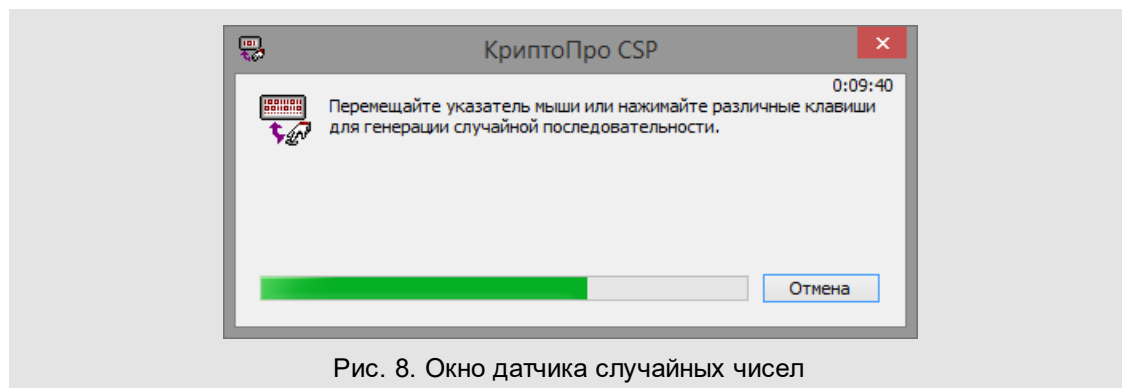 КриптоПро CSP
0:09:40
Перемещайте указатель мыши или нажимайте различные клавиши
для генерации случайной последовательности.
Отмена
Рис. 8. Окно датчика случайных чисел